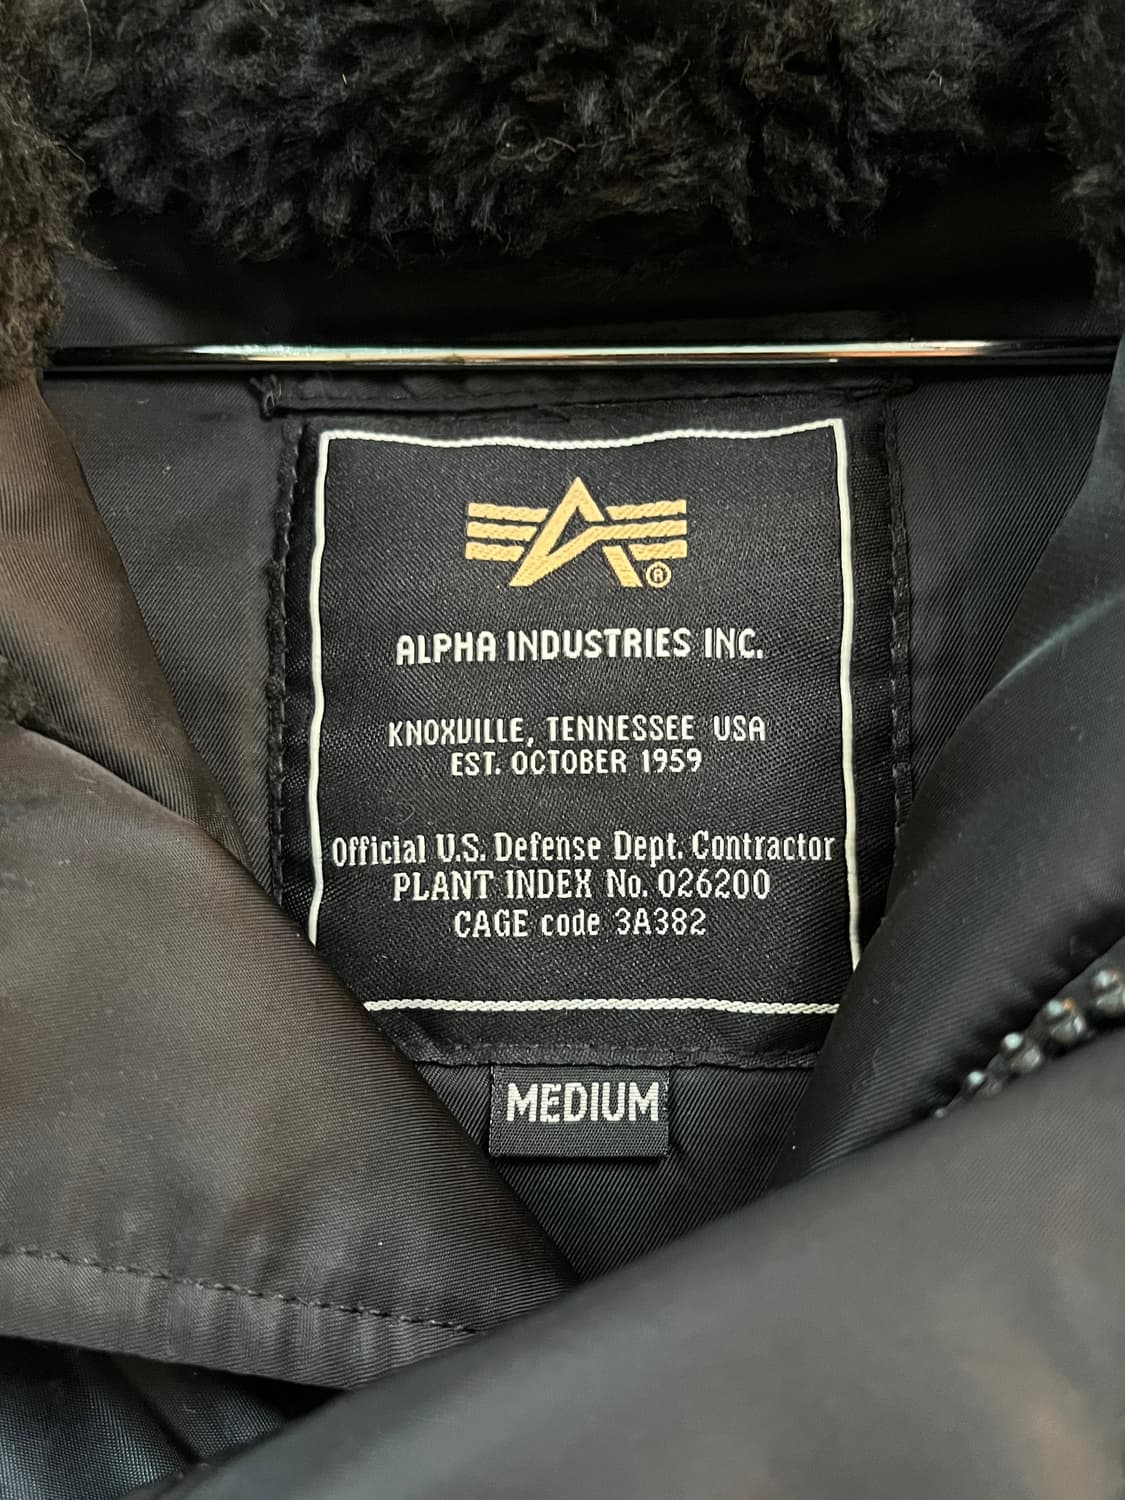 ®
ALPHA INDUSTRIES INC.
KNOXVILLE, TENNESSEE USA
EST. OCTOBER 1959
Official U.S. Defense Dept. Contractor
PLANT INDEX No. 026200
CAGE code 3A382
MEDIUM